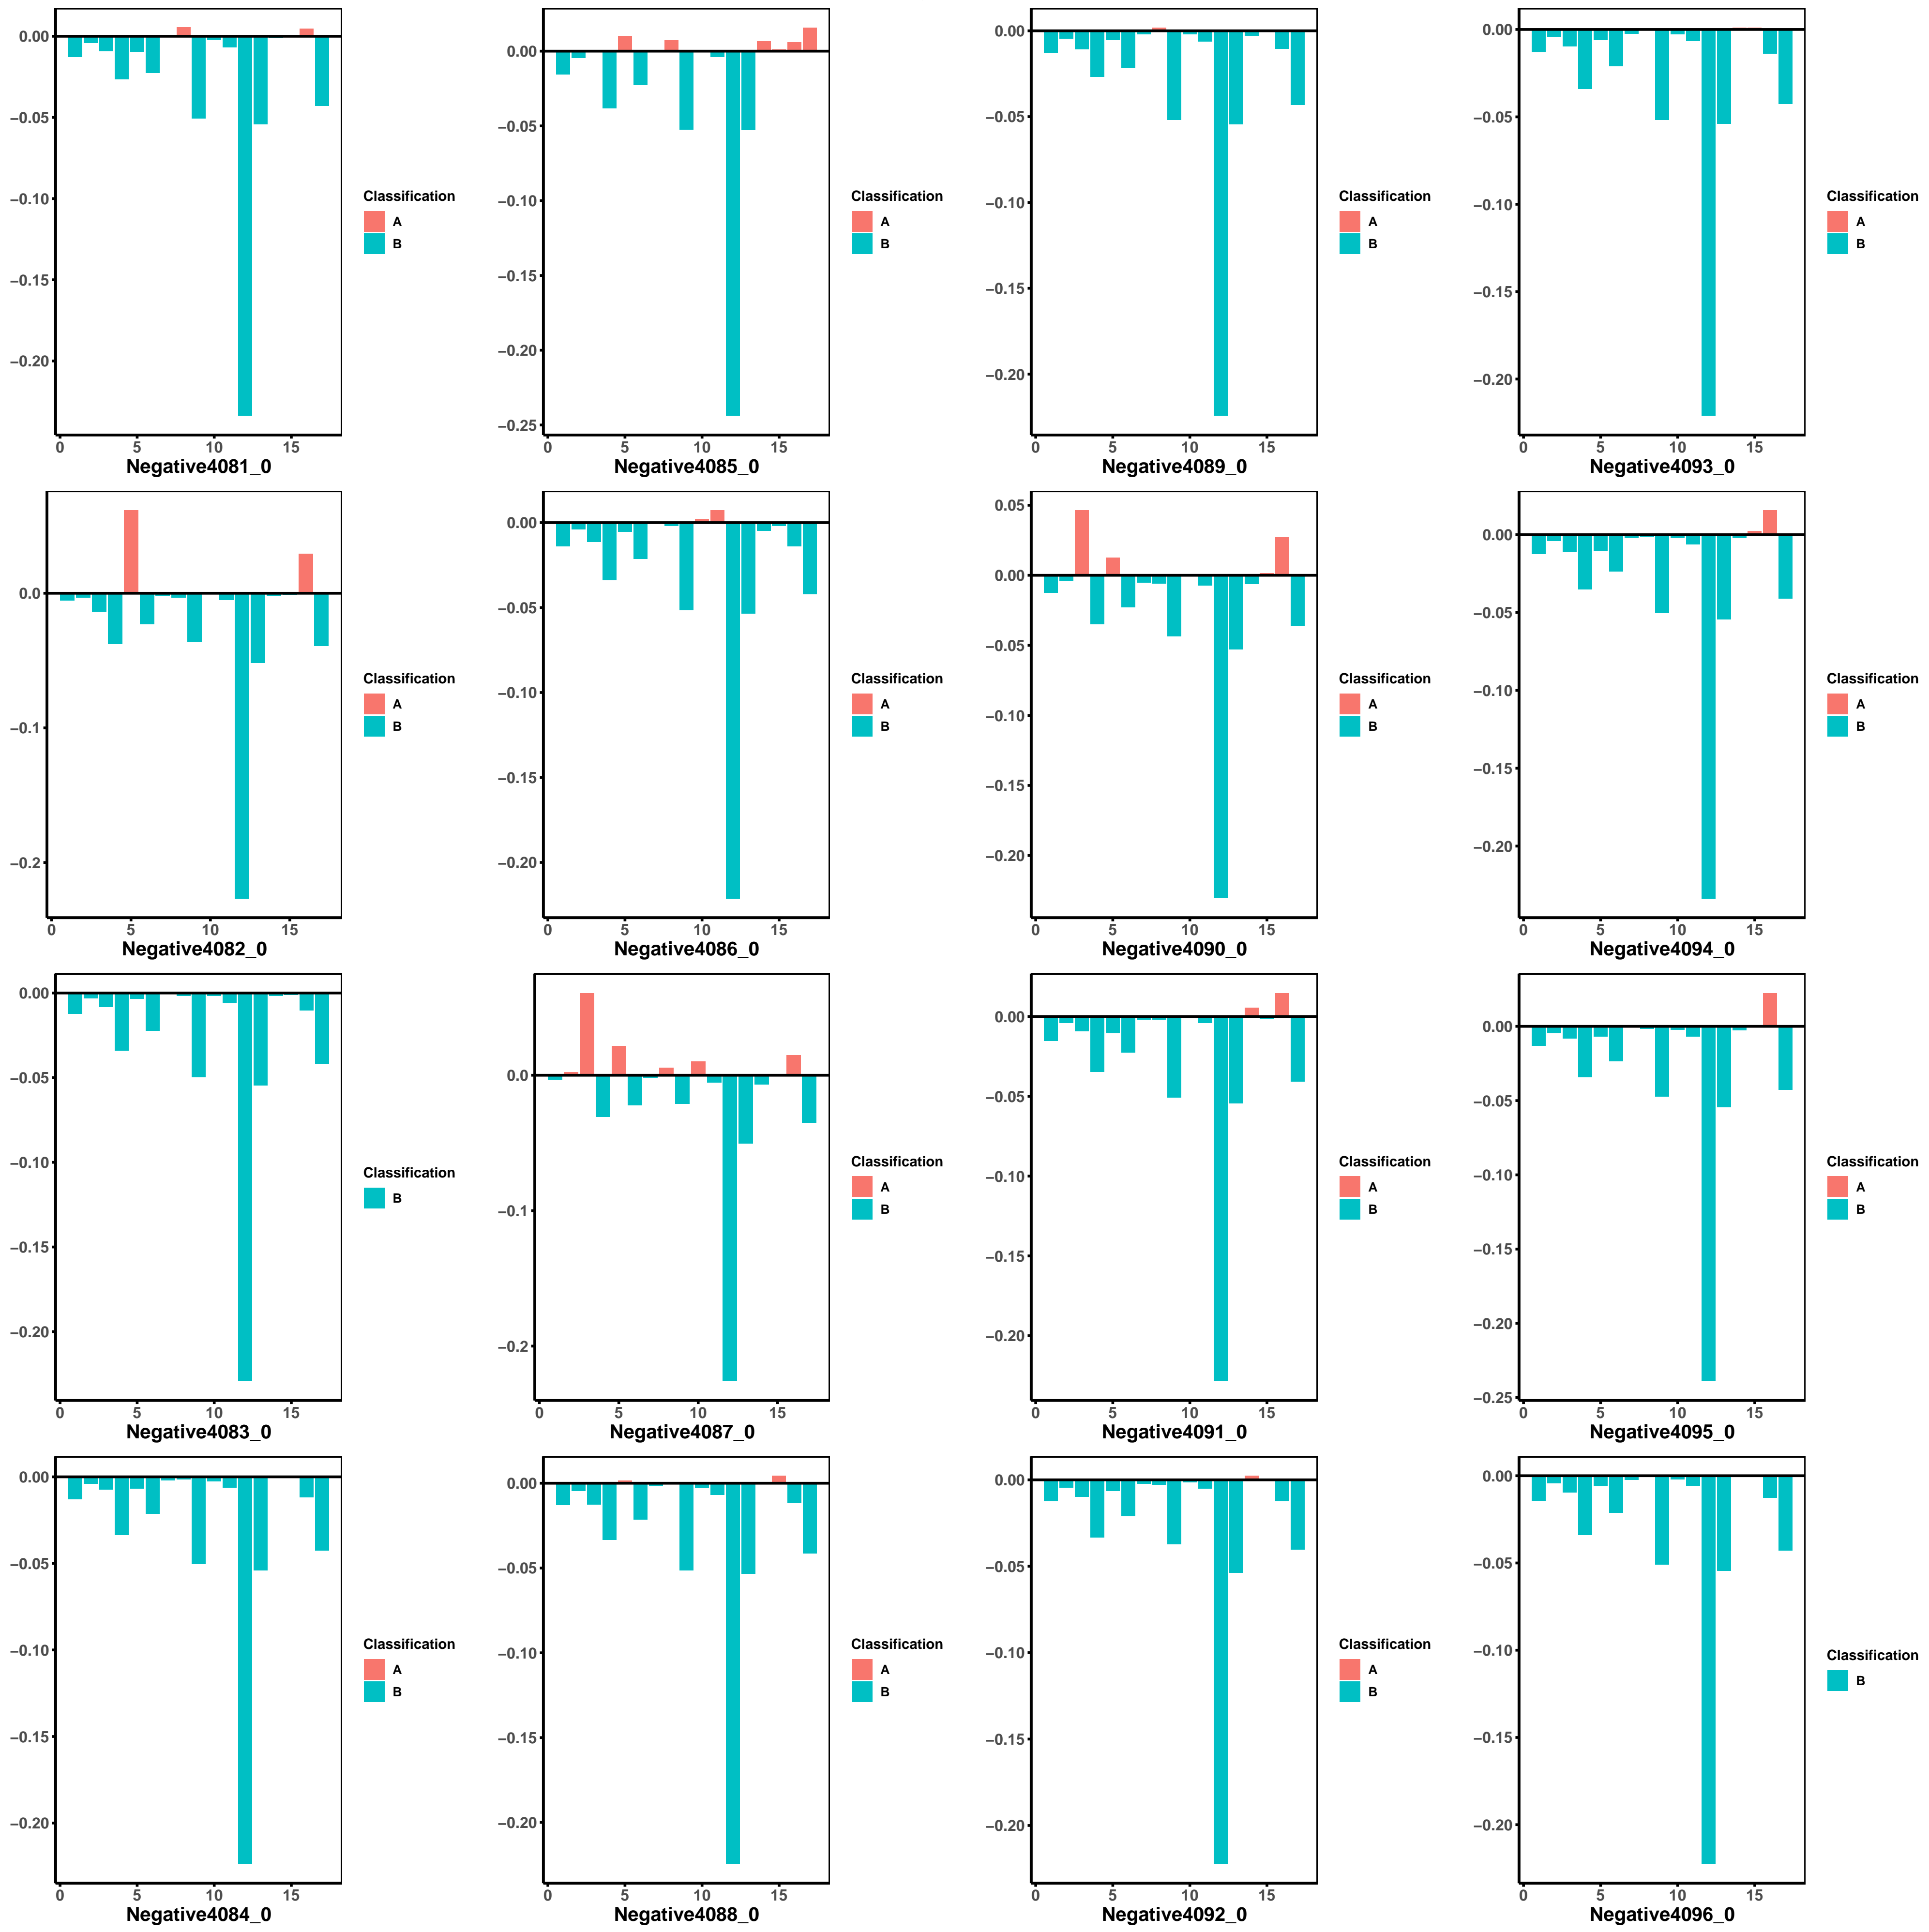 0.00
−0.05
−0.10
−0.15
−0.20
0 5 10 15
Negative4081_0
Classification
A
B
0.00
−0.05
−0.10
−0.15
−0.20
−0.25
0 5 10 15
Negative4085_0
Classification
A
B
0.00
−0.05
−0.10
−0.15
−0.20
0 5 10 15
Negative4089_0
Classification
A
B
0.00
−0.05
−0.10
−0.15
−0.20
0 5 10 15
Negative4093_0
Classification
A
B
0.0
−0.1
−0.2
0 5 10 15
Negative4082_0
Classification
A
B
0.00
−0.05
−0.10
−0.15
−0.20
0 5 10 15
Negative4086_0
Classification
A
B
0.05
0.00
−0.05
−0.10
−0.15
−0.20
0 5 10 15
Negative4090_0
Classification
A
B
0.00
−0.05
−0.10
−0.15
−0.20
0 5 10 15
Negative4094_0
Classification
A
B
0.00
−0.05
−0.10
−0.15
−0.20
0 5 10 15
Negative4083_0
Classification
B
0.0
−0.1
−0.2
0 5 10 15
Negative4087_0
Classification
A
B
0.00
−0.05
−0.10
−0.15
−0.20
0 5 10 15
Negative4091_0
Classification
A
B
0.00
−0.05
−0.10
−0.15
−0.20
−0.25
0 5 10 15
Negative4095_0
Classification
A
B
0.00
−0.05
−0.10
−0.15
−0.20
0 5 10 15
Negative4084_0
Classification
A
B
0.00
−0.05
−0.10
−0.15
−0.20
0 5 10 15
Negative4088_0
Classification
A
B
0.00
−0.05
−0.10
−0.15
−0.20
0 5 10 15
Negative4092_0
Classification
A
B
0.00
−0.05
−0.10
−0.15
−0.20
0 5 10 15
Negative4096_0
Classification
B